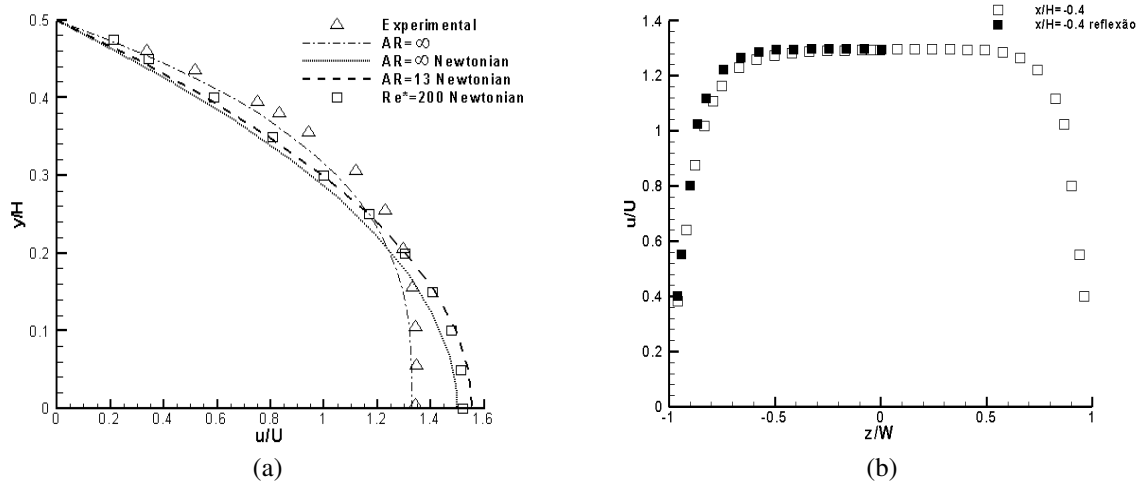 Experimental
AR= ∞
AR= ∞ Newtonian
AR=13 Newtonian
Re*=200 Newtonian
0.5
0.4
0.3
0.2
0.1
0
y/H
0
0.2
0.4
0.6
0.8
1
1.2
1.4
1.6
u/U
(a)
x/H=-0.4
x/H=-0.4 reflexão
1.4
1.2
1
0.8
0.6
0.4
0.2
0
u/U
-1
-0.5
0
0.5
1
z/W
(b)